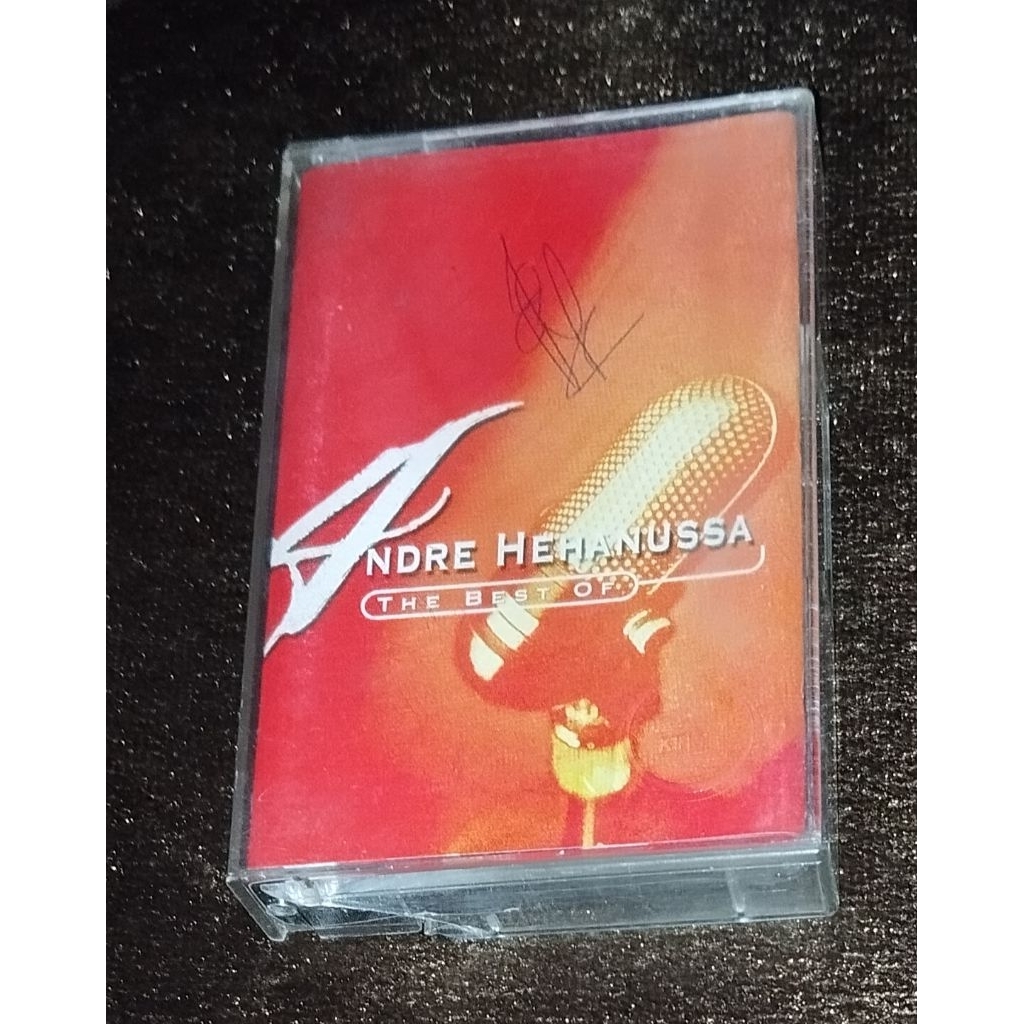 ANDRE HEHANUSSA
THE BEST OF